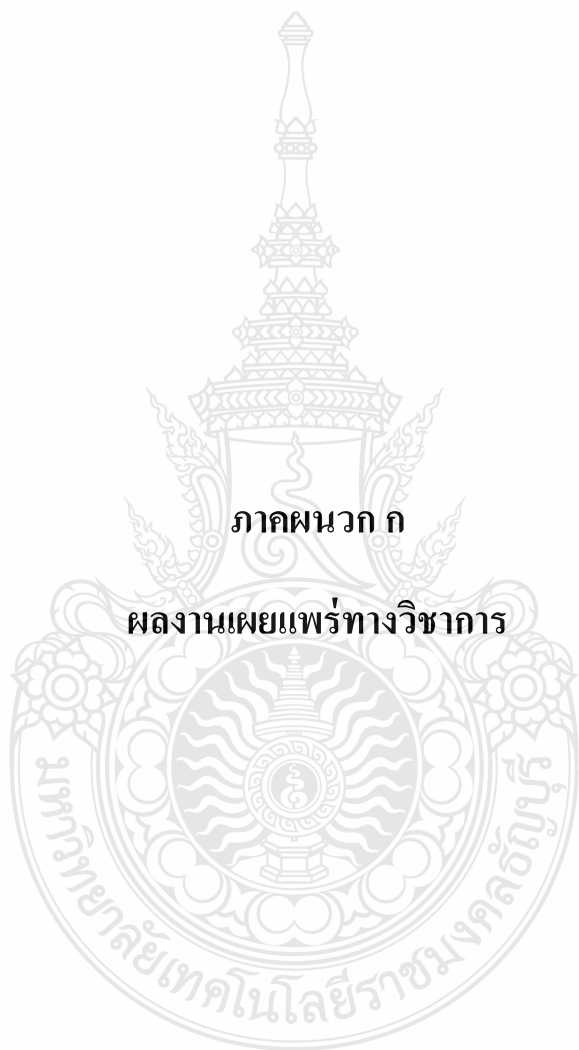 ภาคผนวก ก
ผลงานเผยแพร่ทางวิชาการ
มหาวิทยาลัยเทคโนโลยีราชมงคลธัญบุรี